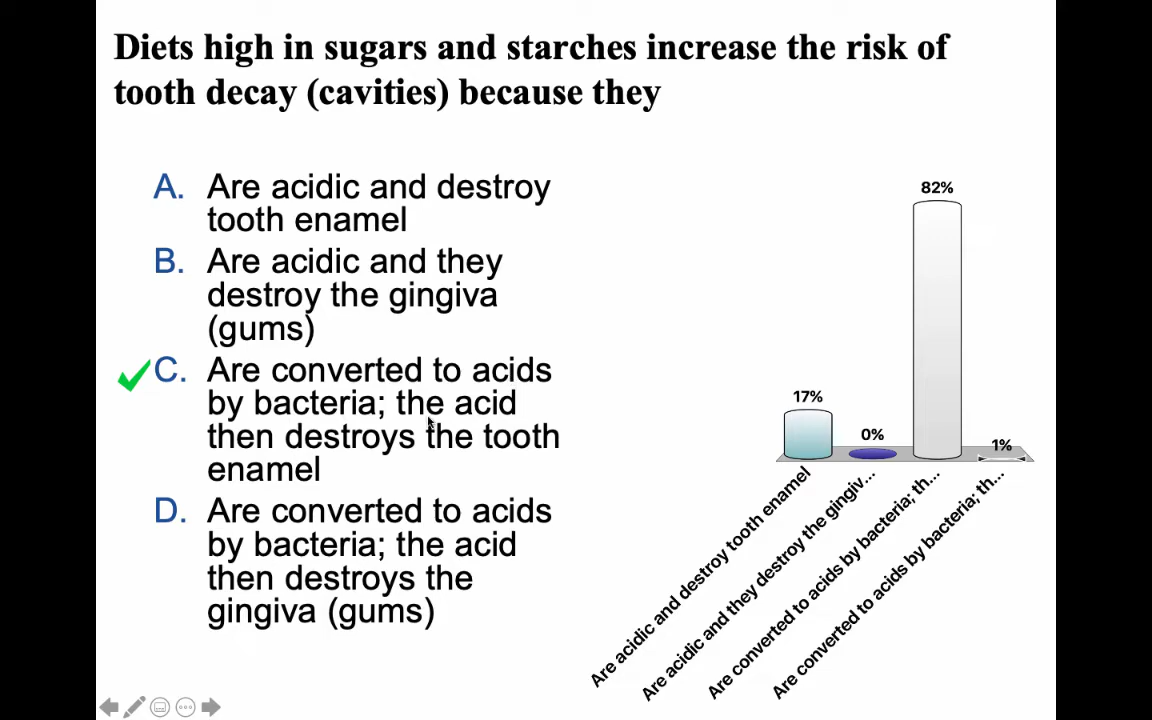 Diets high in sugars and starches increase the risk of
tooth decay (cavities) because they
A. Are acidic and destroy
tooth enamel
B. Are acidic and they
destroy the gingiva
(gums)
C. Are converted to acids
by bacteria; the acid
then destroys the tooth
enamel
D. Are converted to acids
by bacteria; the acid
then destroys the
gingiva (gums)
17%
0%
82%
1%
Are acidic and destroy tooth enamel
Are acidic and they destroy the gingiv...
Are converted to acids by bacteria; th...
Are converted to acids by bacteria; th...